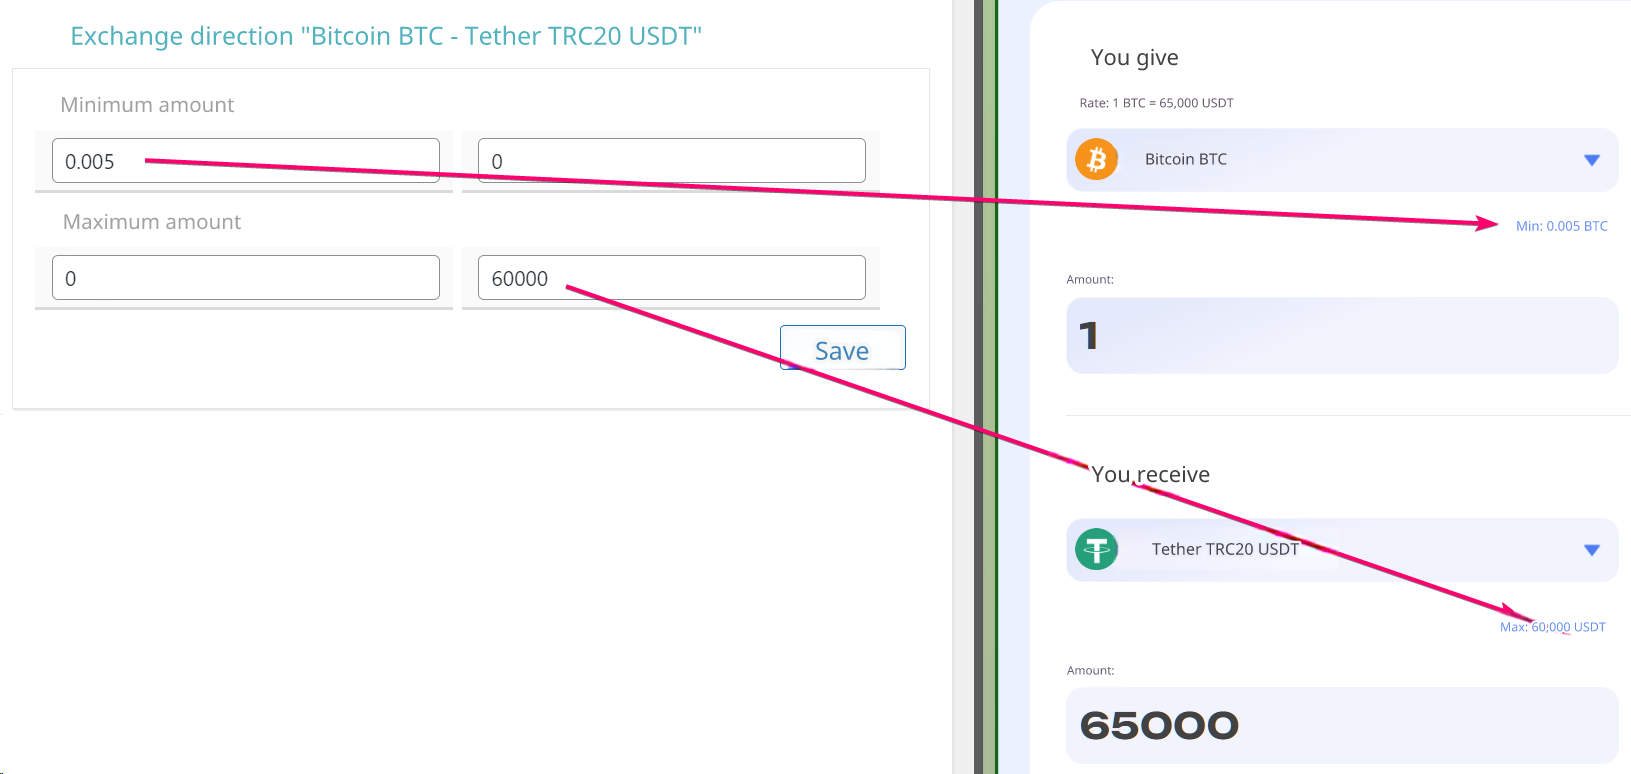 Exchange direction "Bitcoin BTC - Tether TRC20 USDT"
Minimum amount
0.005
0
Maximum amount
0
60000
Save
You give
Rate: 1 BTC = 65,000 USDT
Bitcoin BTC
Min: 0.005 BTC
Amount:
1
You receive
Tether TRC20 USDT
Max: 60,000 USDT
Amount:
65000